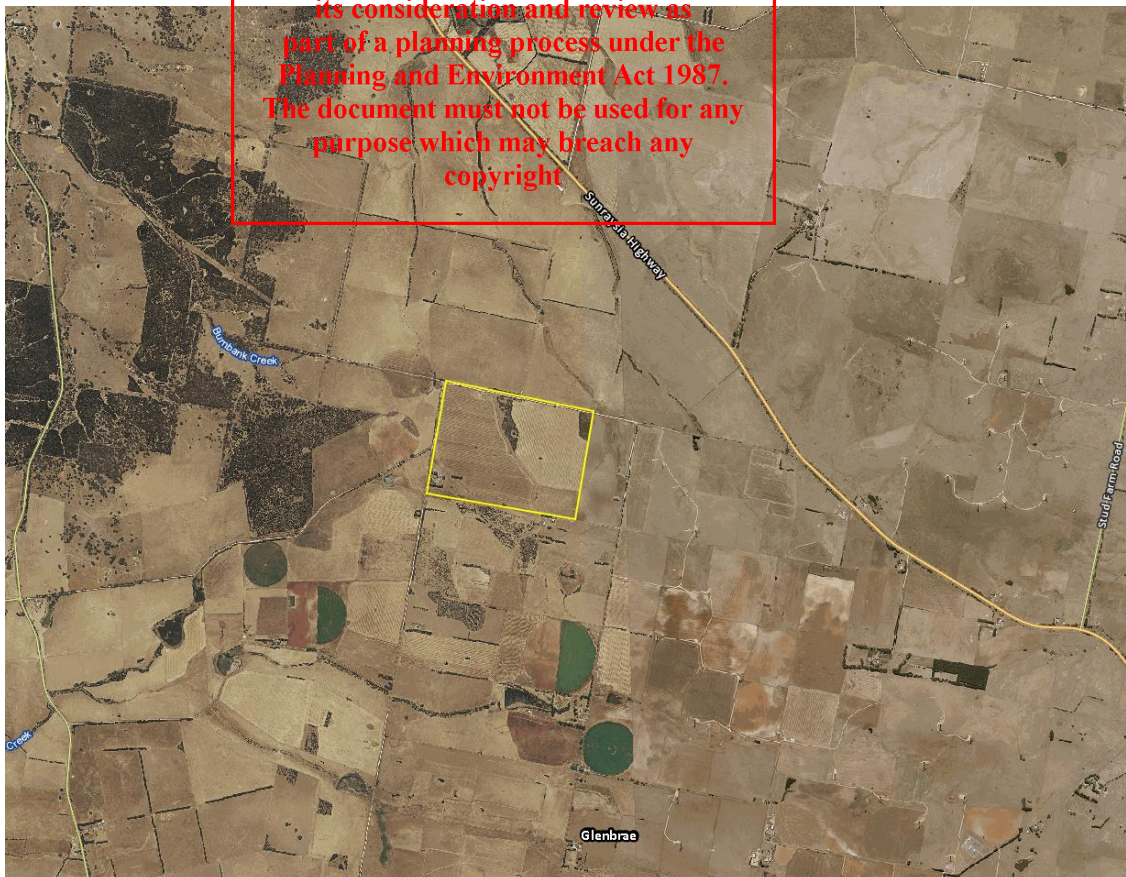 its consideration and review as
part of a planning process under the
Planning and Environment Act 1987.
The document must not be used for any
purpose which may breach any
copyright
Sunraysia Highway
Burnbank Creek
Stud Farm Road
Creek
Glenbrae